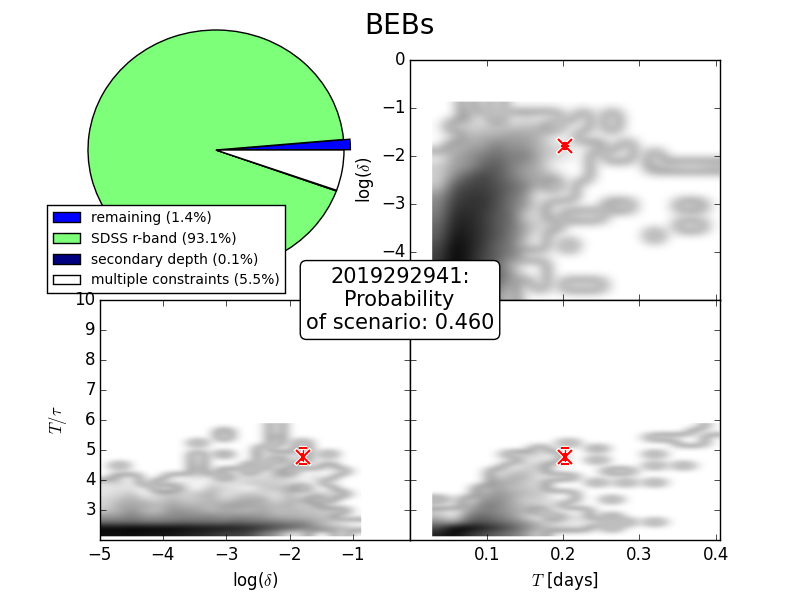 BEBs
remaining (1.4%)
SDSS r-band (93.1%)
secondary depth (0.1%)
multiple constraints (5.5%)
0
−1
−2
−3
−4
log(δ)
2019292941:
Probability
of scenario: 0.460
10
9
8
7
6
5
4
3
T/τ
−5 −4 −3 −2 −1
log(δ)
0.1 0.2 0.3 0.4
T [days]